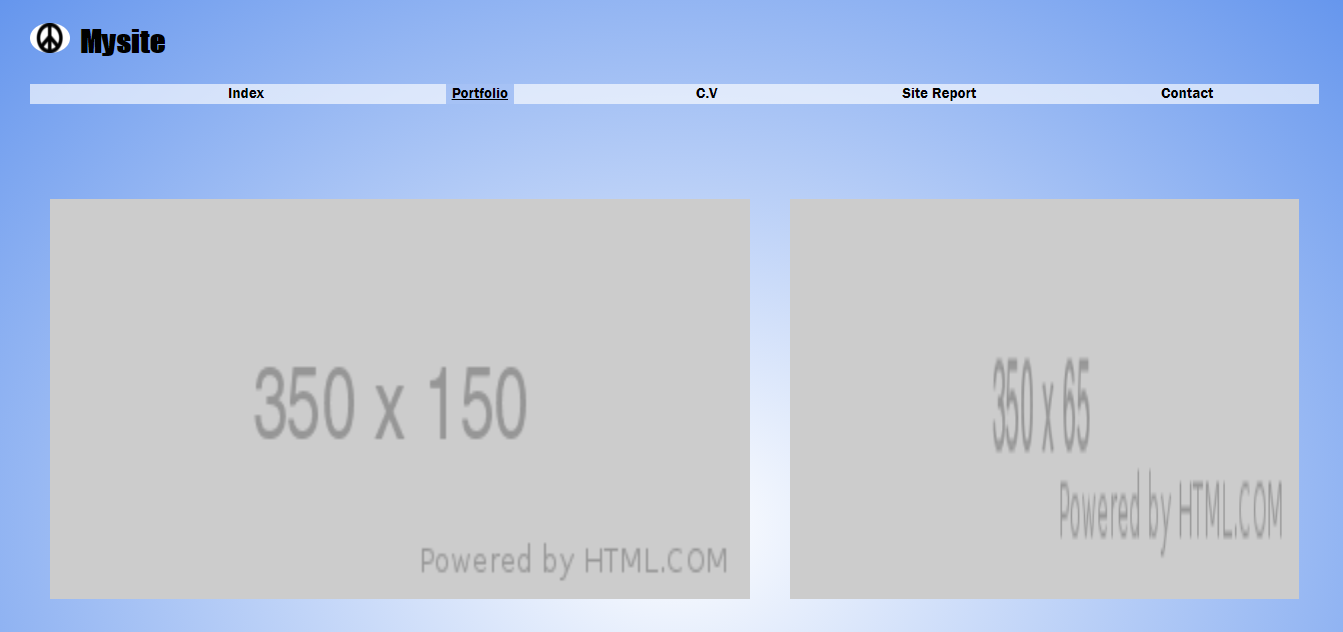 Mysite
Index Portfolio C.V Site Report Contact
350 x 150
Powered by HTML.COM
350 x 65
Powered by HTML.COM